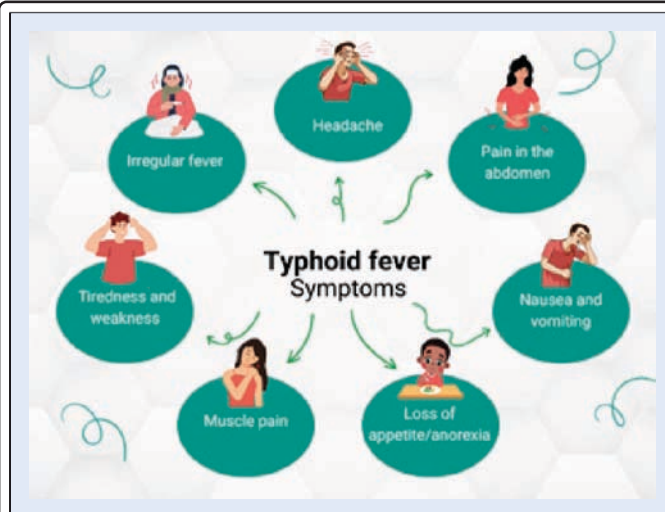 Headache
Irregular fever
Pain in the
abdomen
Typhoid fever
Symptoms
Tiredness and
weakness
Nausea and
vomiting
Muscle pain
Loss of
appetite/anorexia